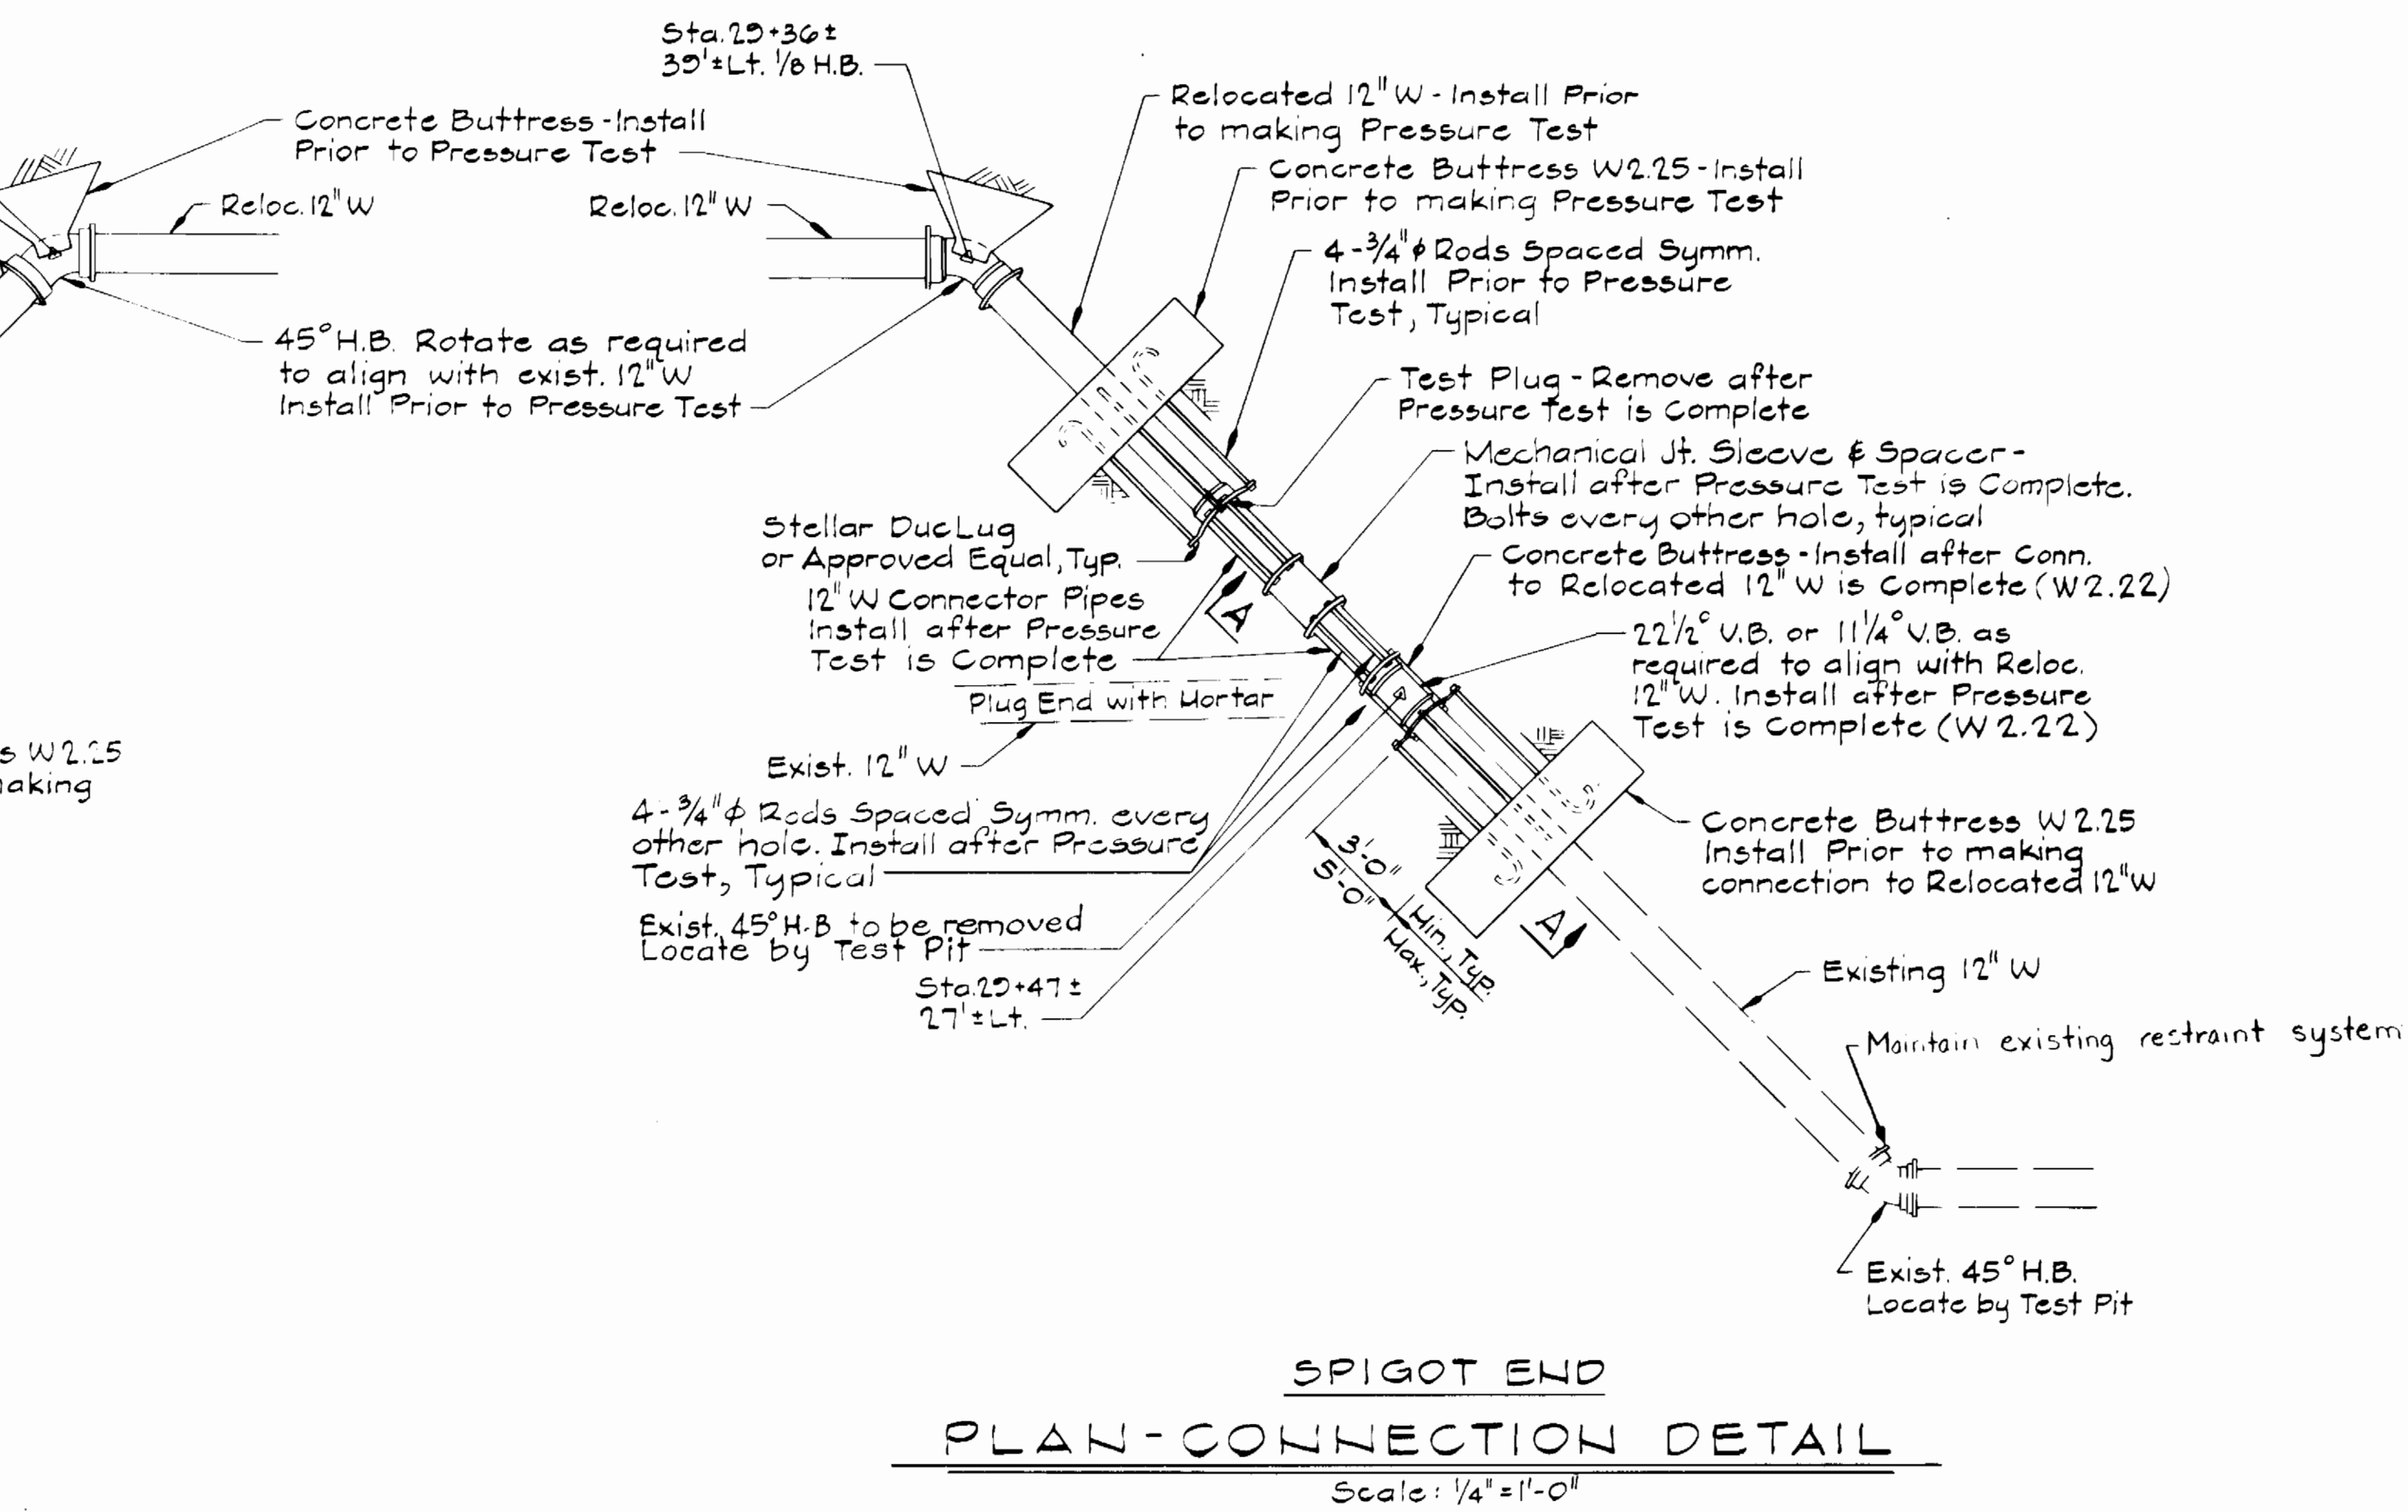 Sta.29+36±
39'±Lt. 1/8 H.B.
Concrete Buttress-Install
Prior to Pressure Test
Reloc. 12" W
Reloc. 12" W
45° H.B. Rotate as required
to align with exist. 12" W
Install Prior to Pressure Test
Relocated 12" W - Install Prior
to making Pressure Test
Concrete Buttress W2.25-Install
Prior to making Pressure Test
4-3/4"ϕ Rods Spaced Symm.
Install Prior to Pressure
Test, Typical
Test Plug - Remove after
Pressure Test is Complete
Mechanical Jt. Sleeve & Spacer-
Install after Pressure Test is Complete.
Bolts every other hole, typical
Concrete Buttress - Install after Conn.
to Relocated 12" W is Complete (W2.22)
22 1/2° V.B. or 11 1/4° V.B. as
required to align with Reloc.
12" W. Install after Pressure
Test is Complete (W2.22)
Stellar DucLug
or Approved Equal, Typ.
12" W Connector Pipes
Install after Pressure
Test is Complete
A
Plug End with Mortar
Exist. 12" W
s W2.25
making
4-3/4"ϕ Rods Spaced Symm. every
other hole. Install after Pressure
Test, Typical
Exist. 45° H.B to be removed
Locate by Test Pit
Sta.29+47±
27'±Lt.
3'-0" Min., Typ.
5'-0" Max., Typ.
A
Concrete Buttress W2.25
Install Prior to making
connection to Relocated 12" W
Existing 12" W
Maintain existing restraint system
Exist. 45° H.B.
Locate by Test Pit
SPIGOT END
PLAN-CONNECTION DETAIL
Scale: 1/4"=1'-0"